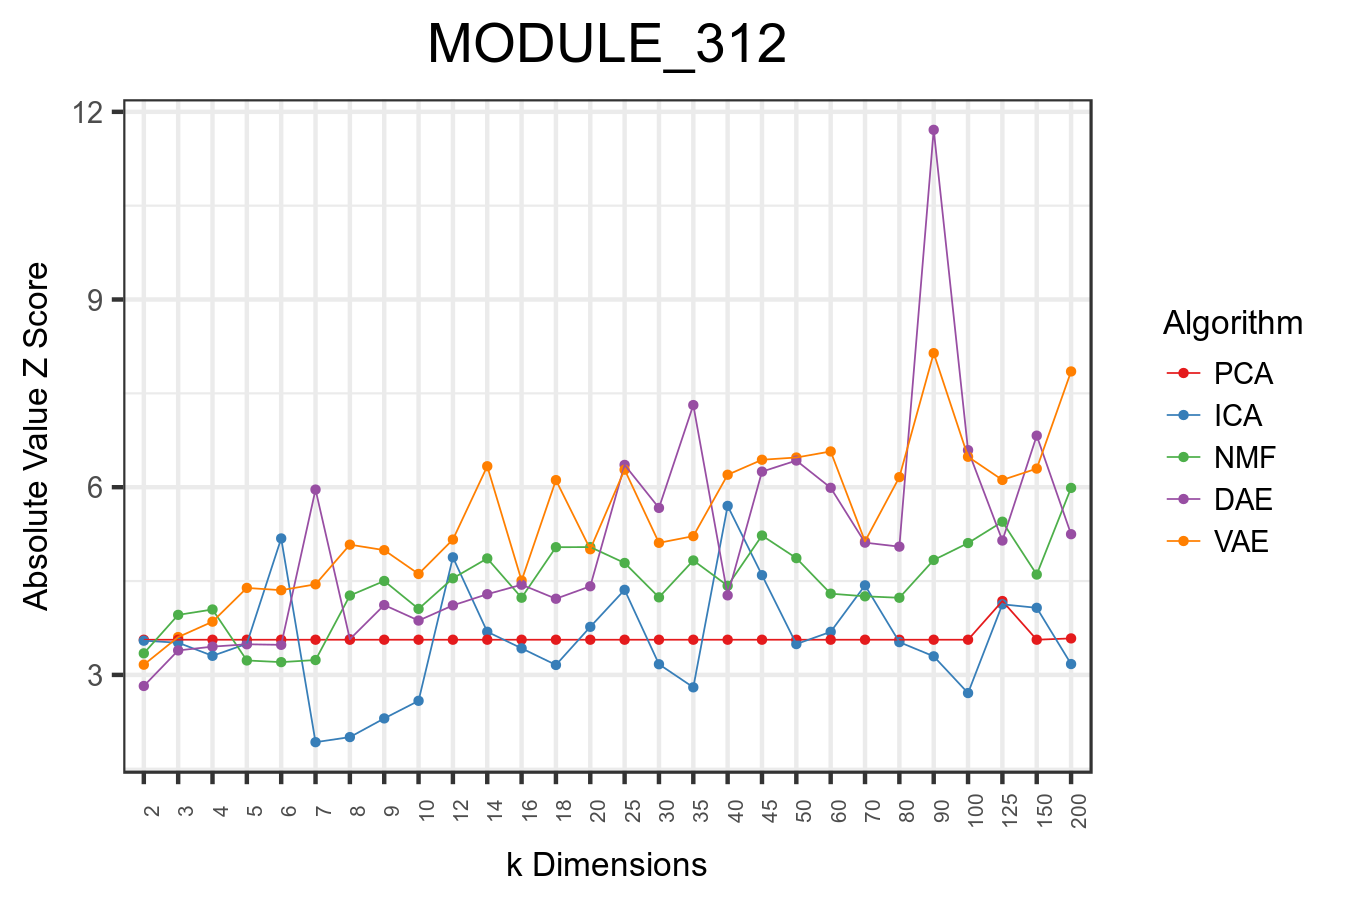 MODULE_312
Absolute Value Z Score
12
9
6
3
2 3 4 5 6 7 8 9 10 12 14 16 18 20 25 30 35 40 45 50 60 70 80 90 100 125 150 200
k Dimensions
Algorithm
PCA
ICA
NMF
DAE
VAE